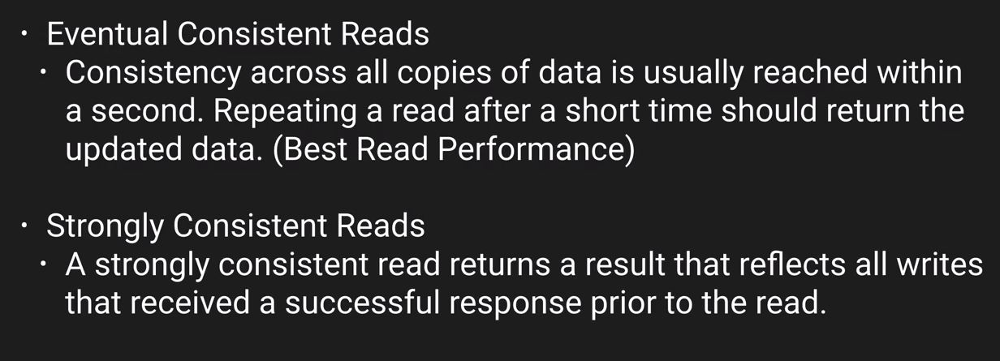 • Eventual Consistent Reads
• Consistency across all copies of data is usually reached within
a second. Repeating a read after a short time should return the
updated data. (Best Read Performance)
• Strongly Consistent Reads
• A strongly consistent read returns a result that reflects all writes
that received a successful response prior to the read.